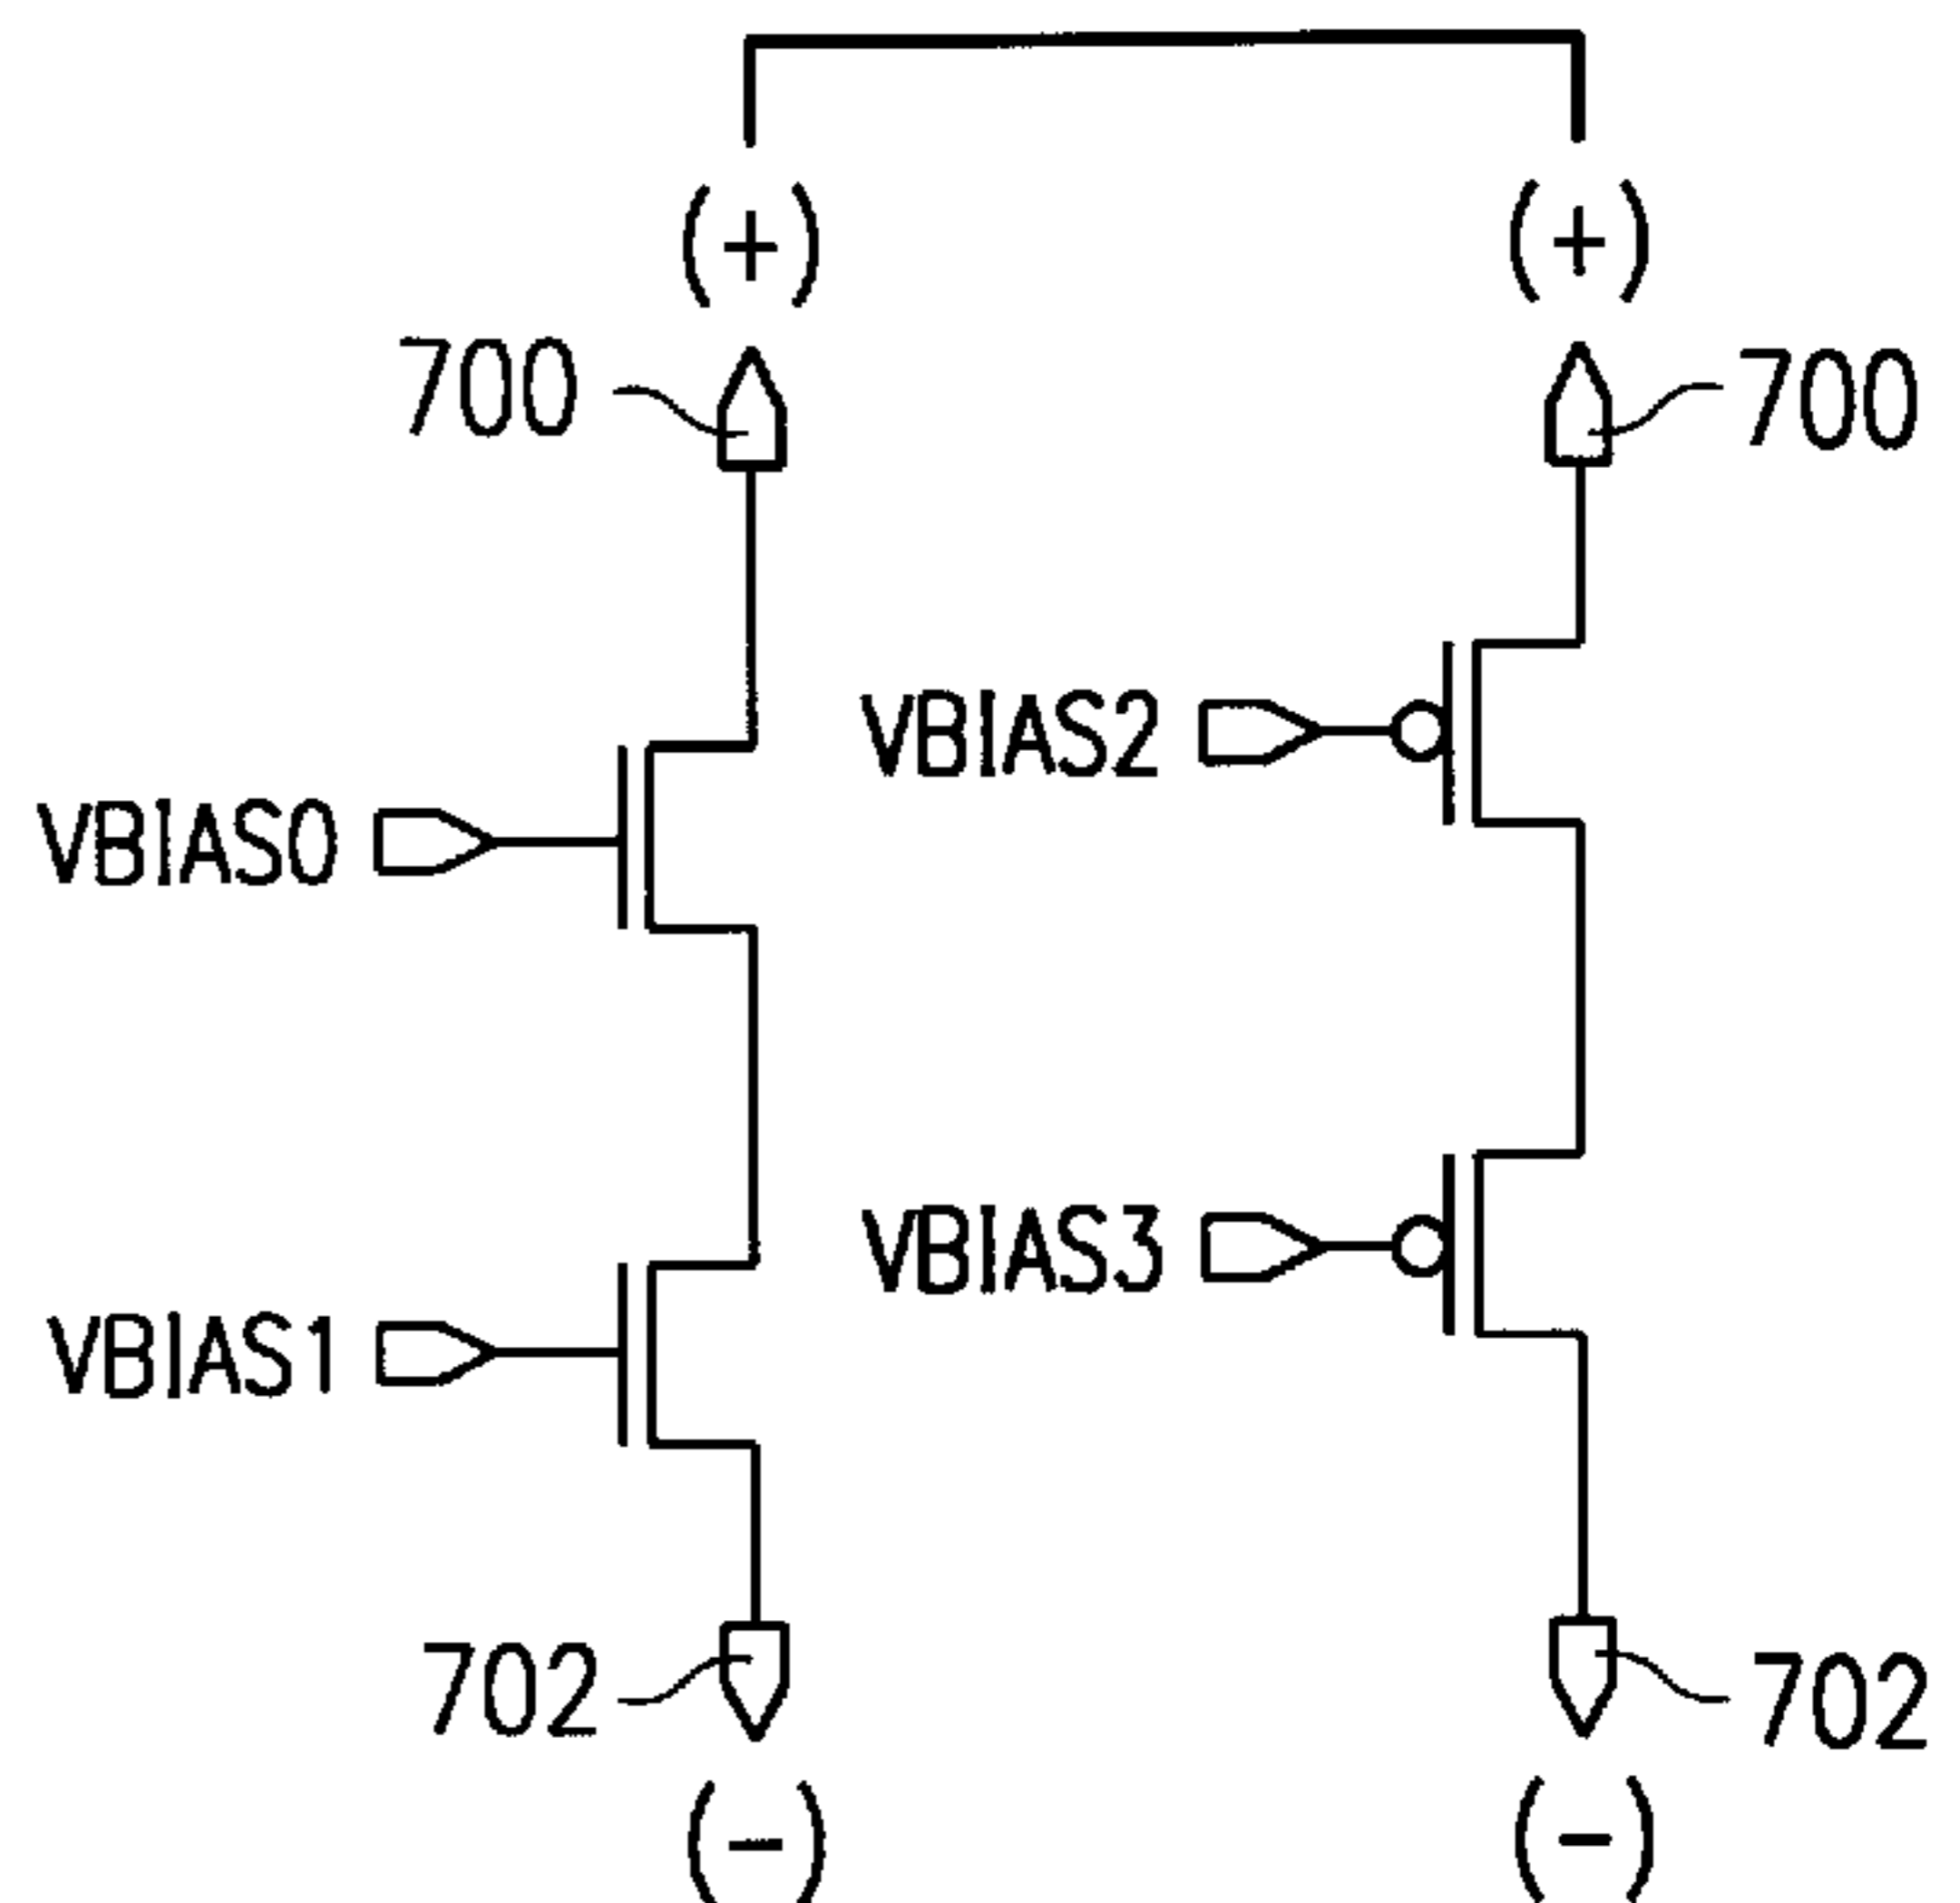 (+) (+)
700 700
VBIAS2
VBIAS0
VBIAS3
VBIAS1
702 702
(-) (-)